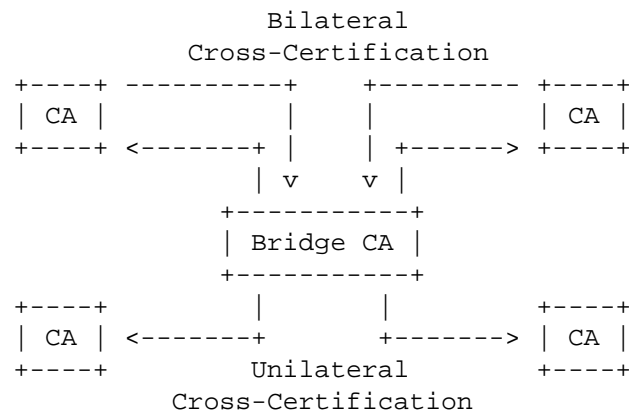 Bilateral
Cross-Certification
CA CA
Bridge CA
CA CA
Unilateral
Cross-Certification